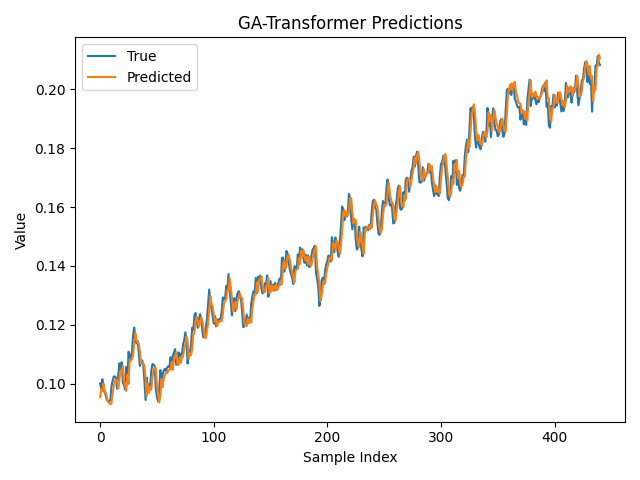 GA-Transformer Predictions
True
Predicted
0.20
0.18
0.16
0.14
0.12
0.10
Value
0 100 200 300 400
Sample Index